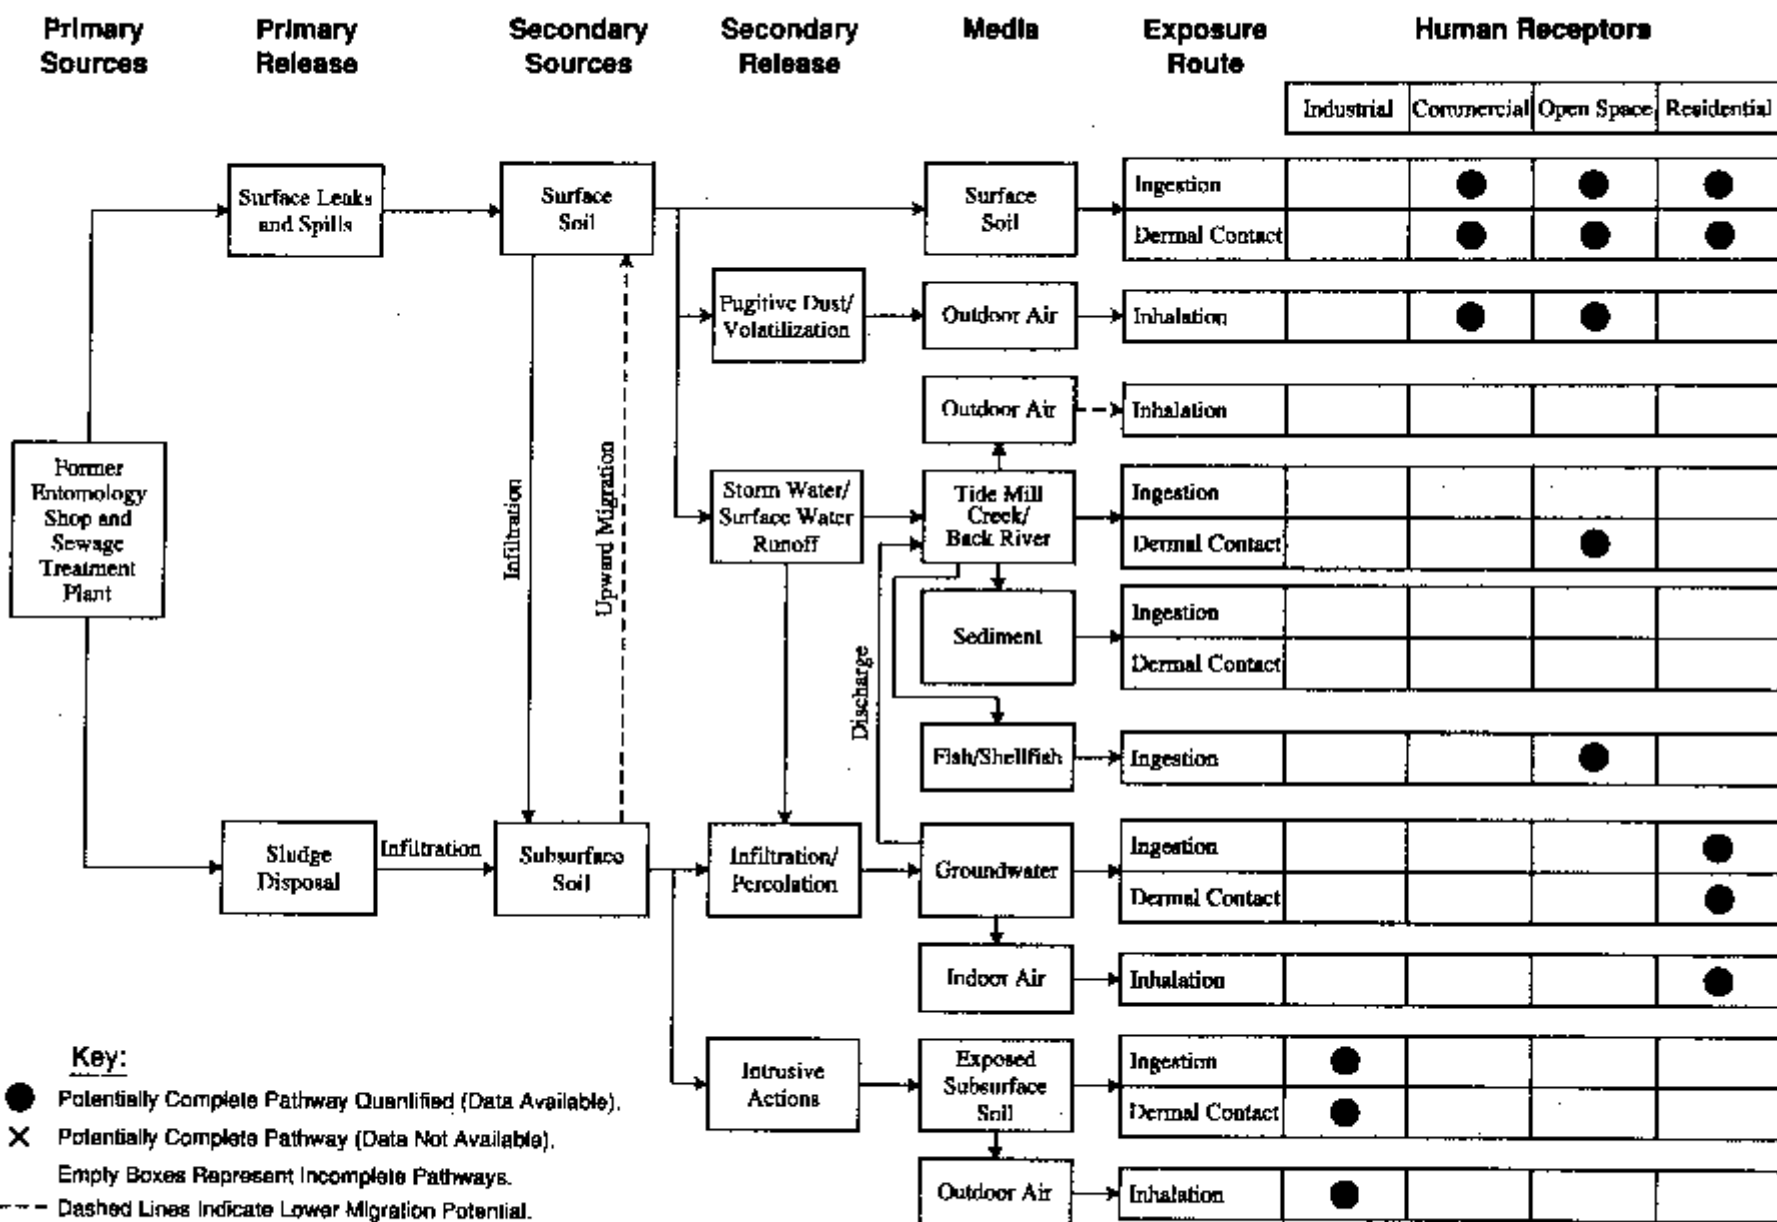 Primary
Sources
Primary
Release
Secondary
Sources
Secondary
Release
Media
Exposure
Route
Human Receptors
Industrial
Commercial
Open Space
Residential
Surface Leaks
and Spills
Surface
Soil
Surface
Soil
Ingestion
Dermal Contact
Fugitive Dust/
Volatilization
Outdoor Air
Inhalation
Outdoor Air
Inhalation
Former
Entomology
Shop and
Sewage
Treatment
Plant
Infiltration
Upward Migration
Storm Water/
Surface Water
Runoff
Tide Mill
Creek/
Back River
Ingestion
Dermal Contact
Sediment
Ingestion
Dermal Contact
Discharge
Fish/Shellfish
Ingestion
Sludge
Disposal
Infiltration
Subsurface
Soil
Infiltration/
Percolation
Groundwater
Ingestion
Dermal Contact
Indoor Air
Inhalation
Intrusive
Actions
Exposed
Subsurface
Soil
Ingestion
Dermal Contact
Outdoor Air
Inhalation
Key:
Potentially Complete Pathway Quantified (Data Available).
X Potentially Complete Pathway (Data Not Available).
Empty Boxes Represent Incomplete Pathways.
Dashed Lines Indicate Lower Migration Potential.